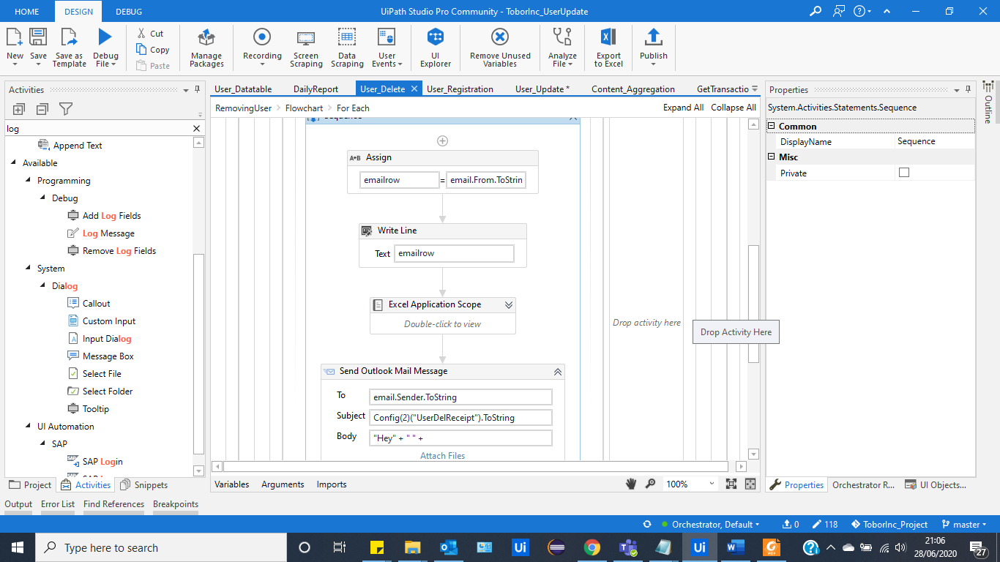 HOME DESIGN DEBUG UiPath Studio Pro Community - ToborInc_UserUpdate
New Save Save as Template Debug File Cut Copy Paste Manage Packages Recording Screen Scraping Data Scraping User Events UI Explorer Remove Unused Variables Analyze File Export to Excel Publish
Activities
log
Append Text
Available
Programming
Debug
Add Log Fields
Log Message
Remove Log Fields
System
Dialog
Callout
Custom Input
Input Dialog
Message Box
Select File
Select Folder
Tooltip
UI Automation
SAP
SAP Login
Project Activities Snippets
User_Datatable DailyReport User_Delete User_Registration User_Update * Content_Aggregation GetTransactio
RemovingUser Flowchart For Each Expand All Collapse All
Sequence
A+B Assign
emailrow = email.From.ToStrin
Write Line
Text emailrow
Excel Application Scope
Double-click to view
Send Outlook Mail Message
To email.Sender.ToString
Subject Config(2)("UserDelReceipt").ToString
Body "Hey" + " " +
Attach Files
Drop activity here
Drop Activity Here
Variables Arguments Imports 100%
Properties
System.Activities.Statements.Sequence
Common
DisplayName Sequence
Misc
Private
Properties Orchestrator R... UI Objects...
Outline
Output Error List Find References Breakpoints
Orchestrator, Default 0 118 ToborInc_Project master
Type here to search
Ui
Ui
PDF
21:06
28/06/2020
27